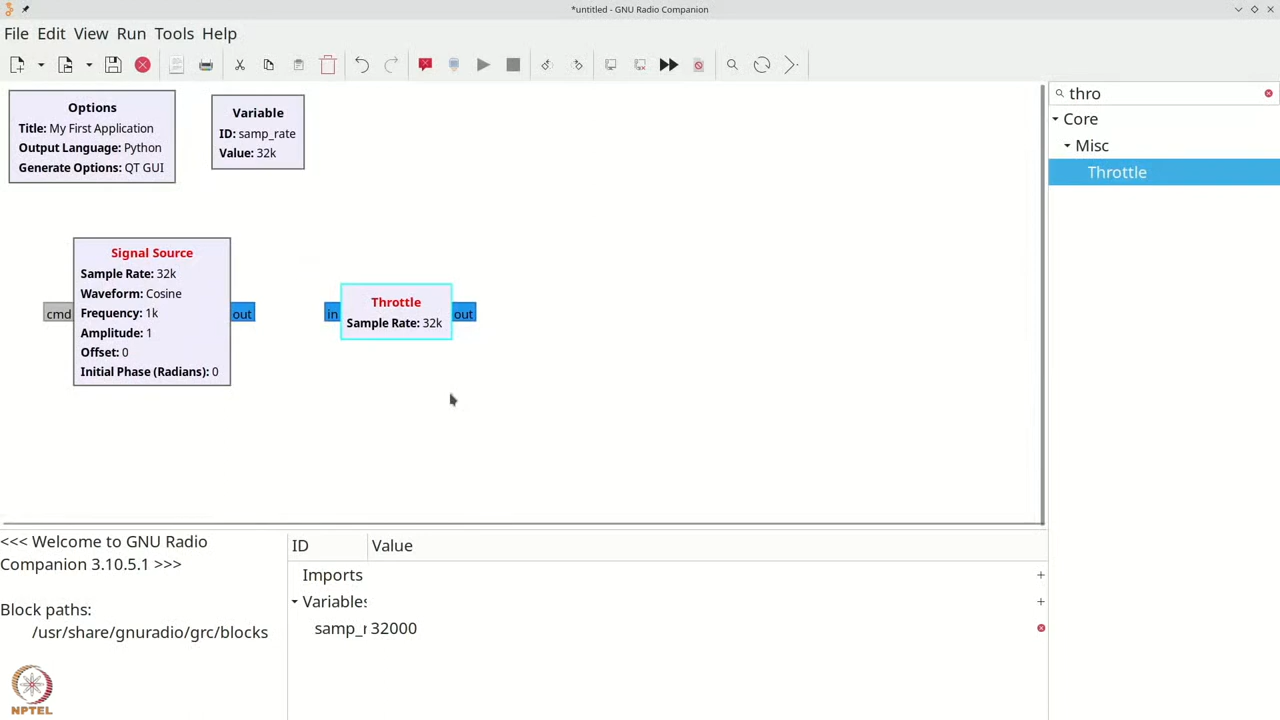 *untitled - GNU Radio Companion
File Edit View Run Tools Help
thro
Core
Misc
Throttle
Options
Title: My First Application
Output Language: Python
Generate Options: QT GUI
Variable
ID: samp_rate
Value: 32k
Signal Source
Sample Rate: 32k
Waveform: Cosine
Frequency: 1k
Amplitude: 1
Offset: 0
Initial Phase (Radians): 0
cmd
out
in
Throttle
Sample Rate: 32k
out
<<< Welcome to GNU Radio
Companion 3.10.5.1 >>>
Block paths:
/usr/share/gnuradio/grc/blocks
ID Value
Imports
Variables
samp_r 32000
NPTEL